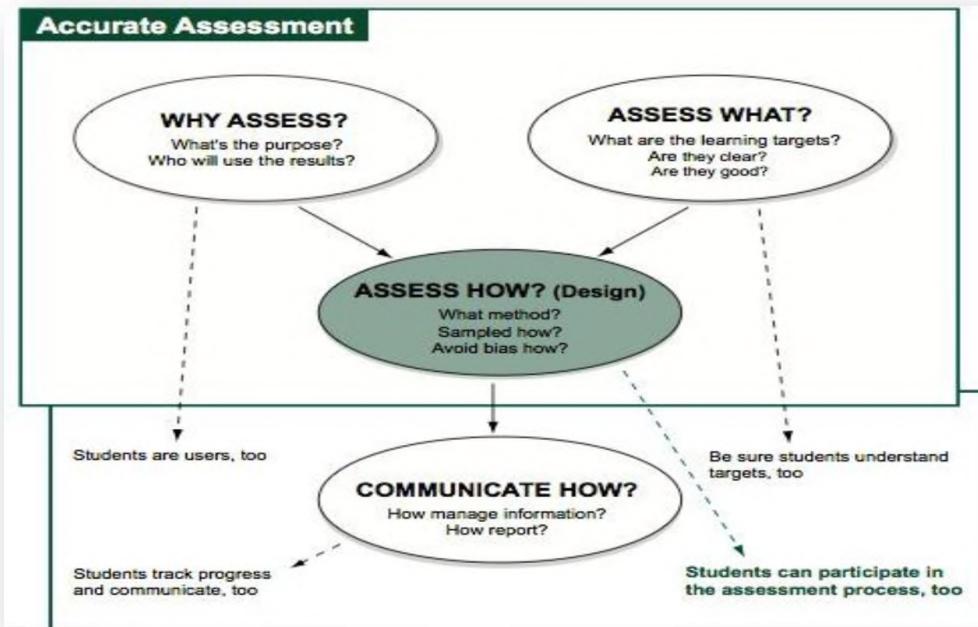 Accurate Assessment
WHY ASSESS?
What's the purpose?
Who will use the results?
ASSESS WHAT?
What are the learning targets?
Are they clear?
Are they good?
ASSESS HOW? (Design)
What method?
Sampled how?
Avoid bias how?
Students are users, too
Be sure students understand
targets, too
COMMUNICATE HOW?
How manage information?
How report?
Students track progress
and communicate, too
Students can participate in
the assessment process, too